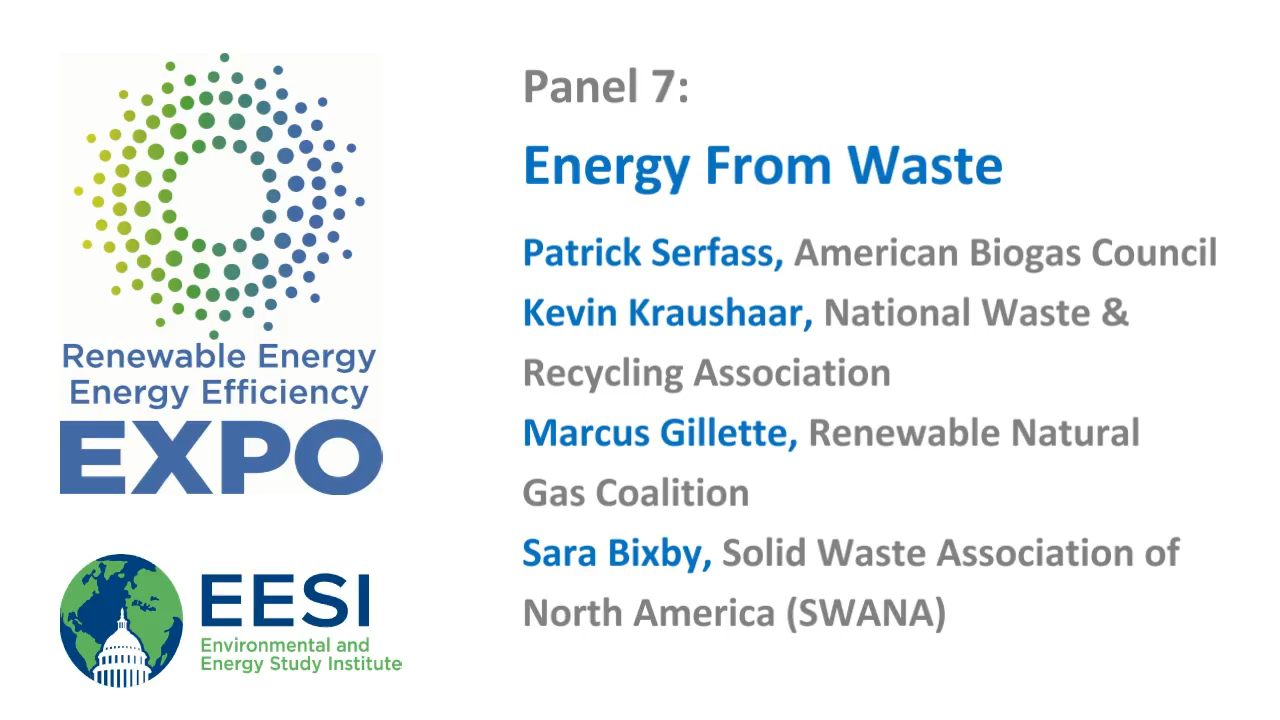 Renewable Energy
Energy Efficiency
EXPO
EESI
Environmental and
Energy Study Institute
Panel 7:
Energy From Waste
Patrick Serfass, American Biogas Council
Kevin Kraushaar, National Waste &
Recycling Association
Marcus Gillette, Renewable Natural
Gas Coalition
Sara Bixby, Solid Waste Association of
North America (SWANA)